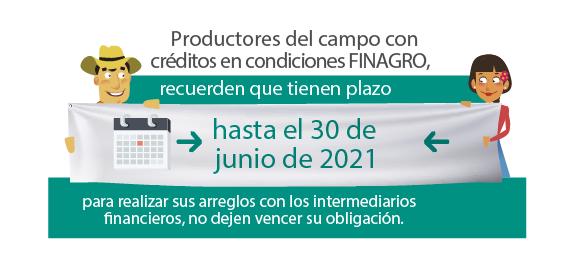 Productores del campo con
créditos en condiciones FINAGRO,
recuerden que tienen plazo
hasta el 30 de
junio de 2021
para realizar sus arreglos con los intermediarios
financieros, no dejen vencer su obligación.